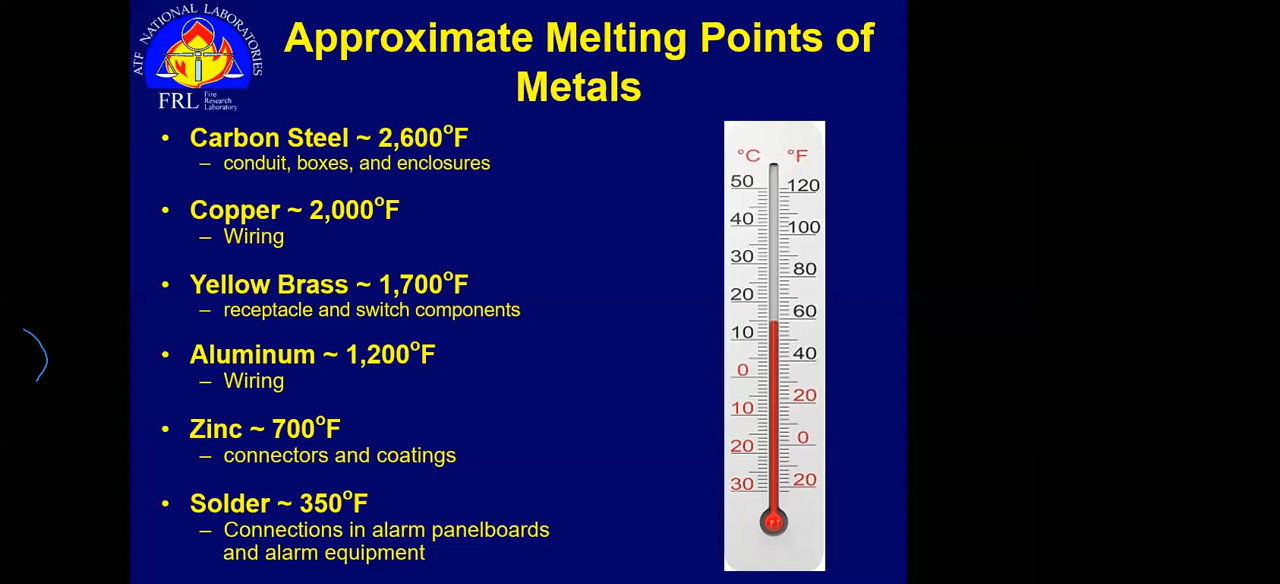 ATF NATIONAL LABORATORIES
FRL Fire Research Laboratory
Approximate Melting Points of
Metals
• Carbon Steel ~ 2,600°F
– conduit, boxes, and enclosures
• Copper ~ 2,000°F
– Wiring
• Yellow Brass ~ 1,700°F
– receptacle and switch components
• Aluminum ~ 1,200°F
– Wiring
• Zinc ~ 700°F
– connectors and coatings
• Solder ~ 350°F
– Connections in alarm panelboards
and alarm equipment
°C °F
50 120
40 100
30 80
20 60
10 40
0 20
10 0
20 20
30